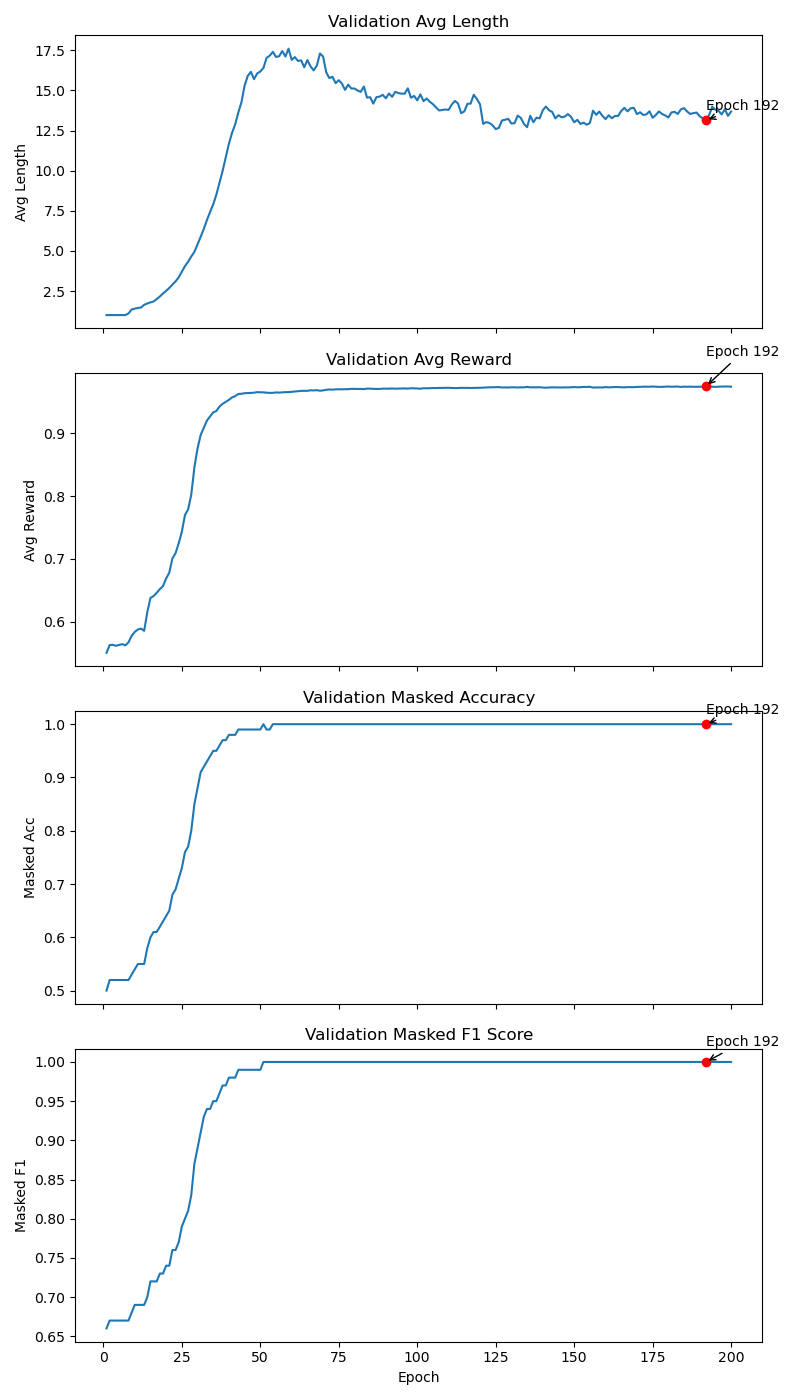 Validation Avg Length
17.5
15.0
12.5
10.0
7.5
5.0
2.5
Avg Length
Epoch 192
Validation Avg Reward
Epoch 192
0.9
0.8
0.7
0.6
Avg Reward
Validation Masked Accuracy
Epoch 192
1.0
0.9
0.8
0.7
0.6
0.5
Masked Acc
Validation Masked F1 Score
Epoch 192
1.00
0.95
0.90
0.85
0.80
0.75
0.70
0.65
Masked F1
0 25 50 75 100 125 150 175 200
Epoch